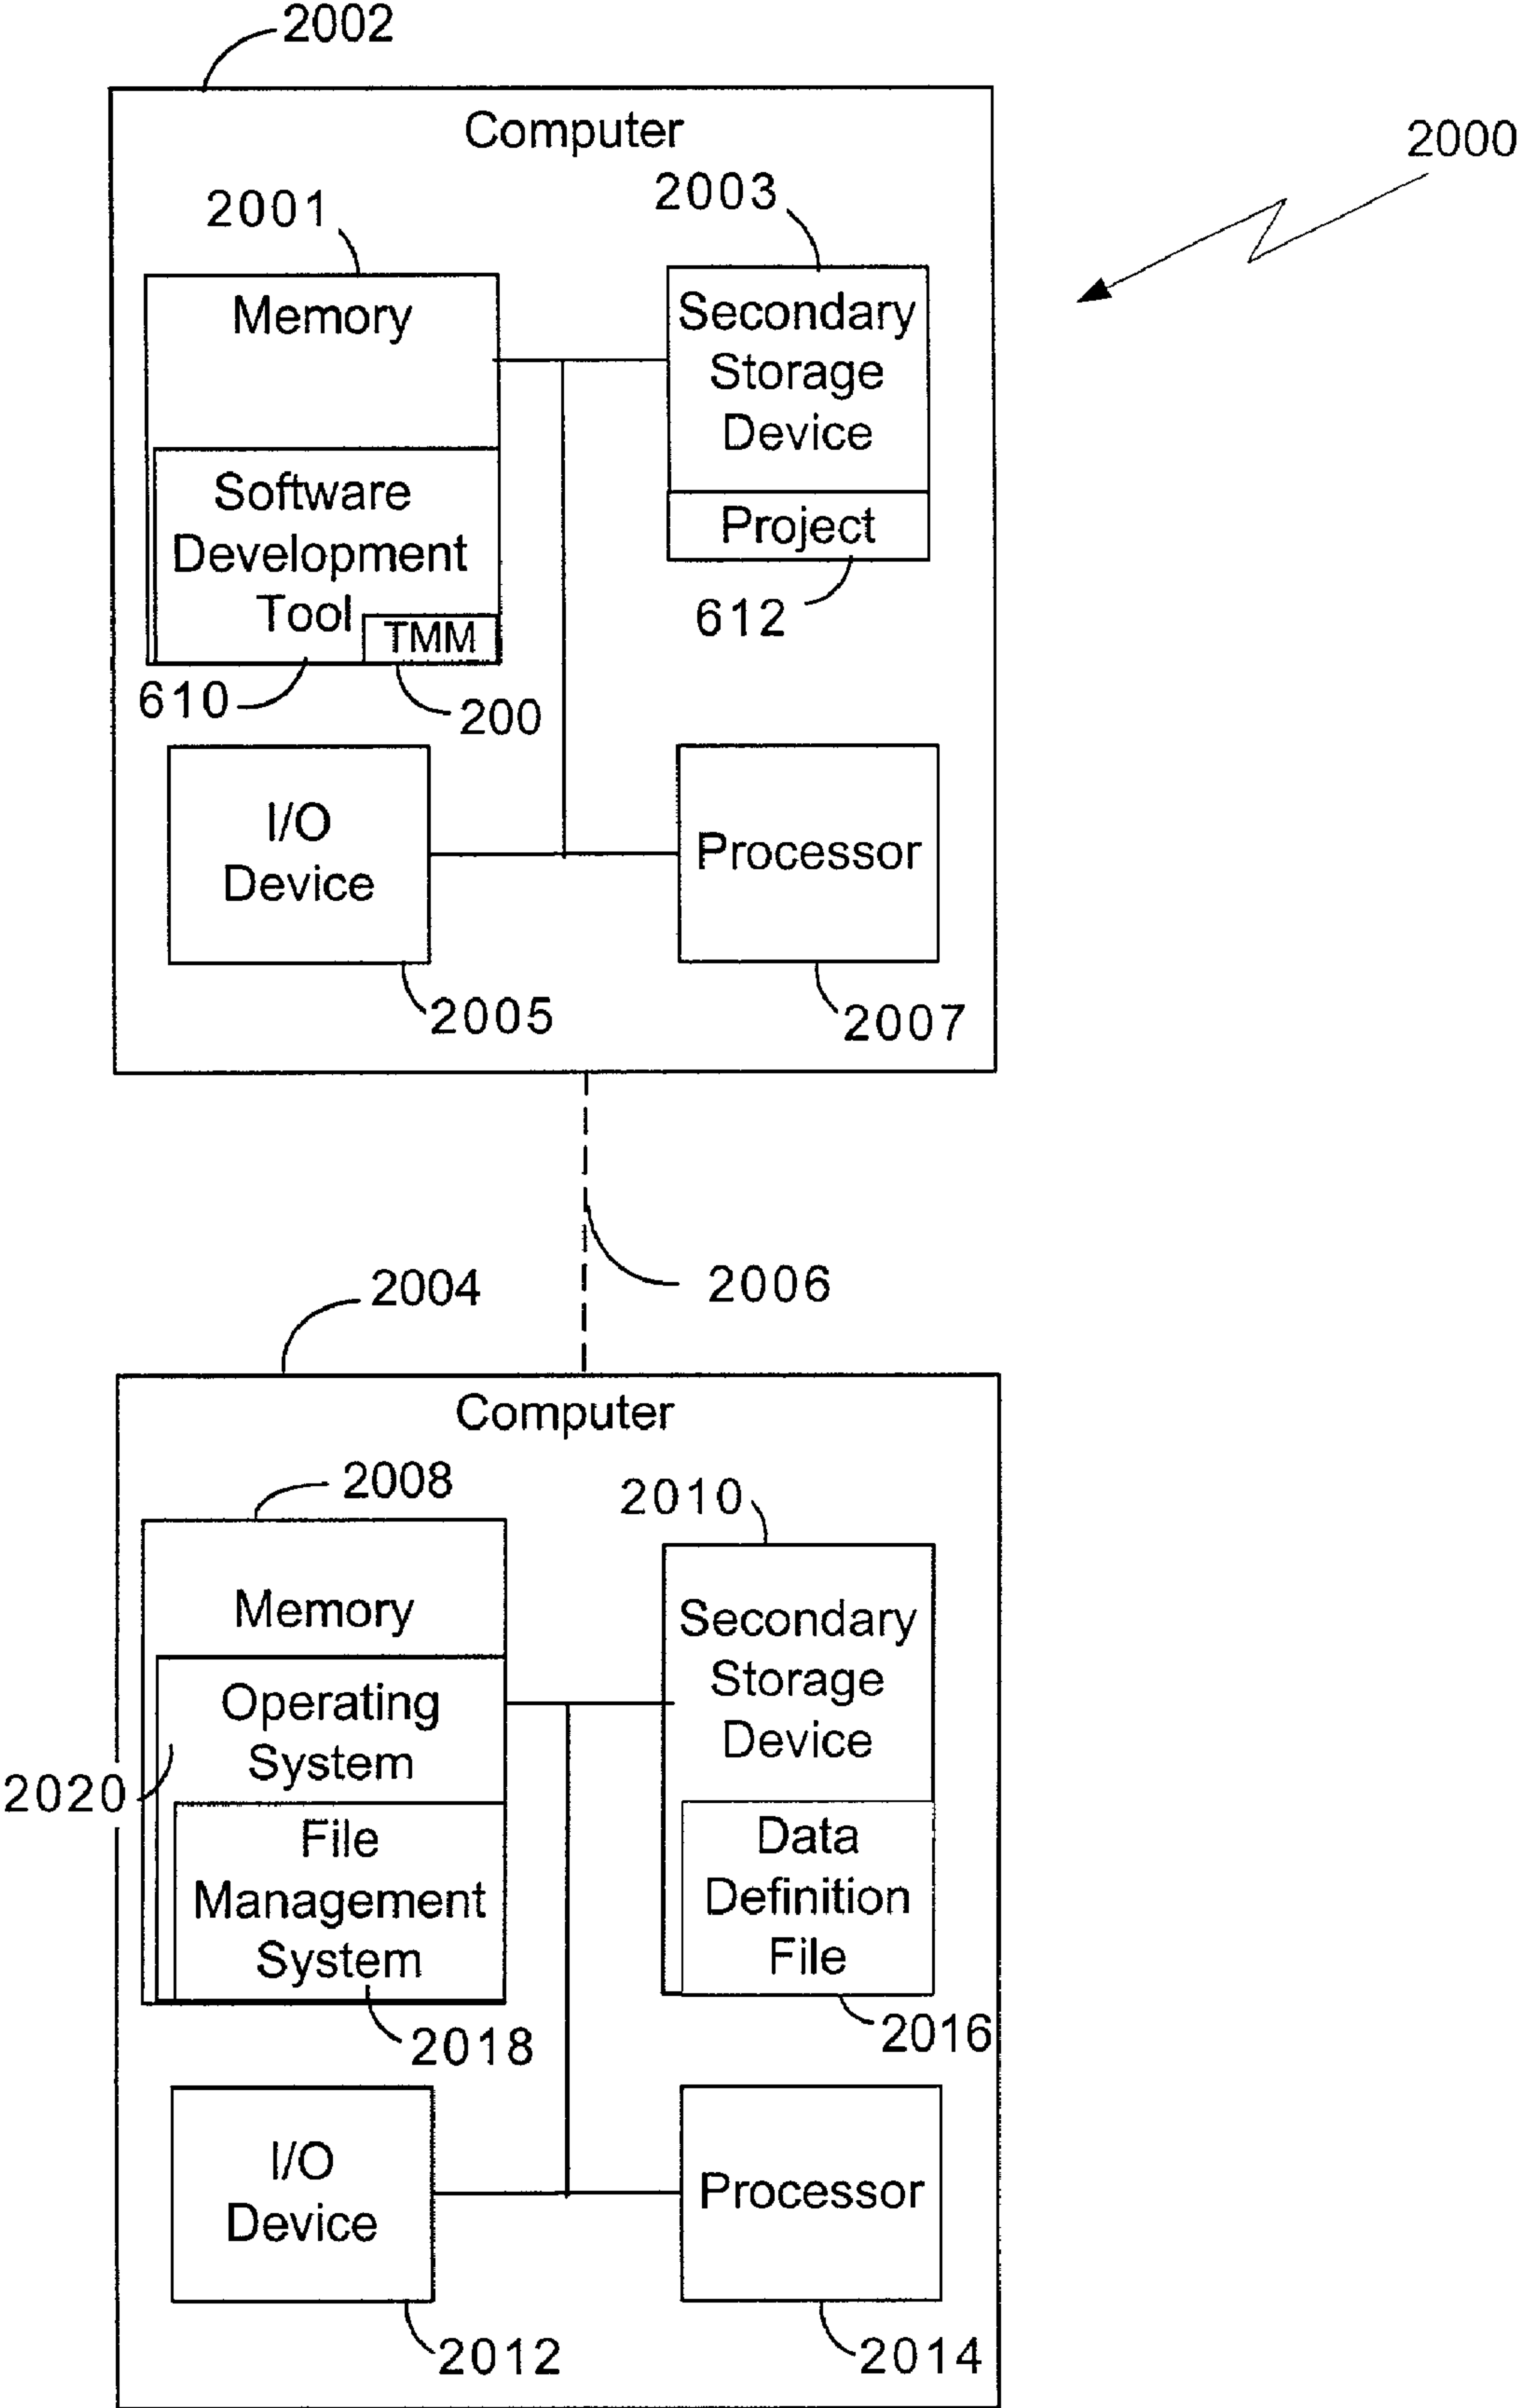 2002
Computer
2000
2001
2003
Memory
Secondary
Storage
Device
Software
Development
Tool
TMM
Project
610
200
612
I/O
Device
Processor
2005
2007
2006
2004
Computer
2008
2010
Memory
Secondary
Storage
Device
Operating
System
2020
File
Management
System
Data
Definition
File
2018
2016
I/O
Device
Processor
2012
2014